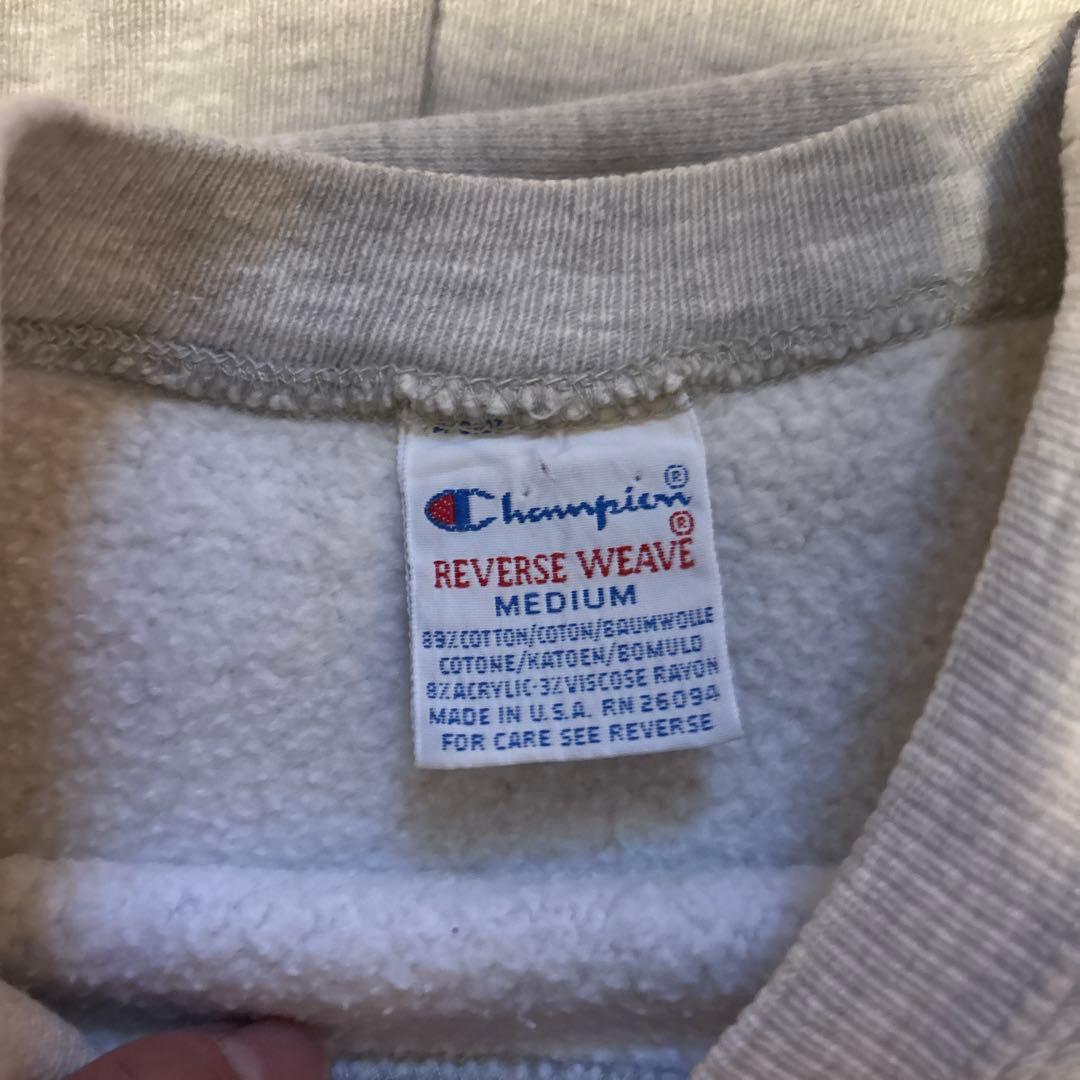 Champion®
®
REVERSE WEAVE
MEDIUM
89%COTTON/COTON/BAUMWOLLE
COTONE/KATOEN/BOMULD
8%ACRYLIC·3%VISCOSE RAYON
MADE IN U.S.A. RN 26094
FOR CARE SEE REVERSE